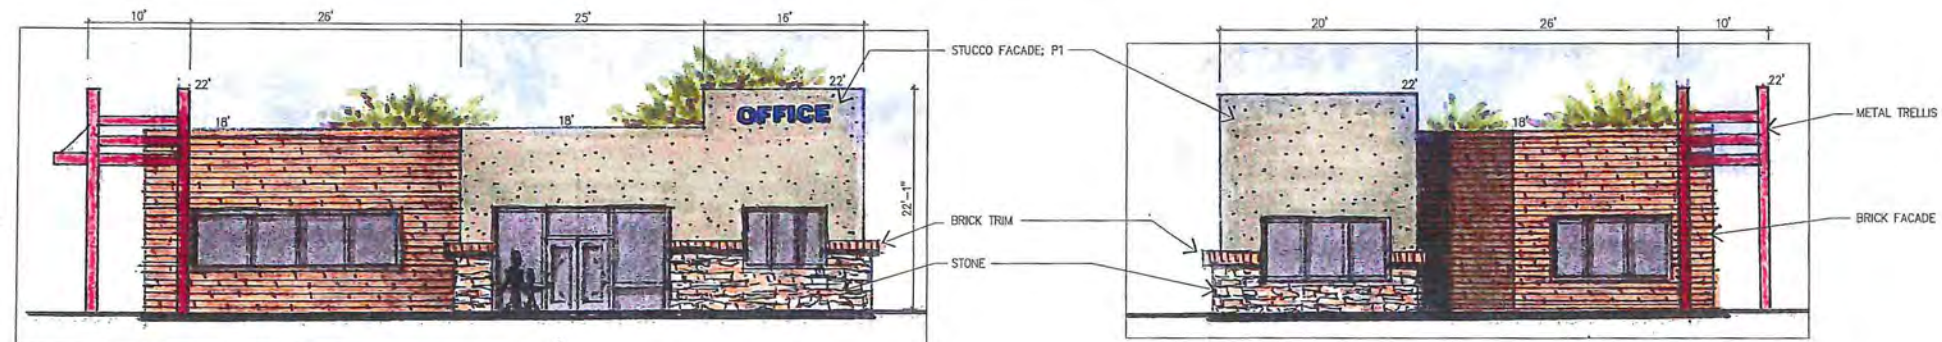 10' 26' 25' 16'
20' 26' 10'
STUCCO FACADE; P1
22' 22' 22' 22'
OFFICE
18' 18' 18'
METAL TRELLIS
22'-1"
BRICK TRIM
BRICK FACADE
STONE